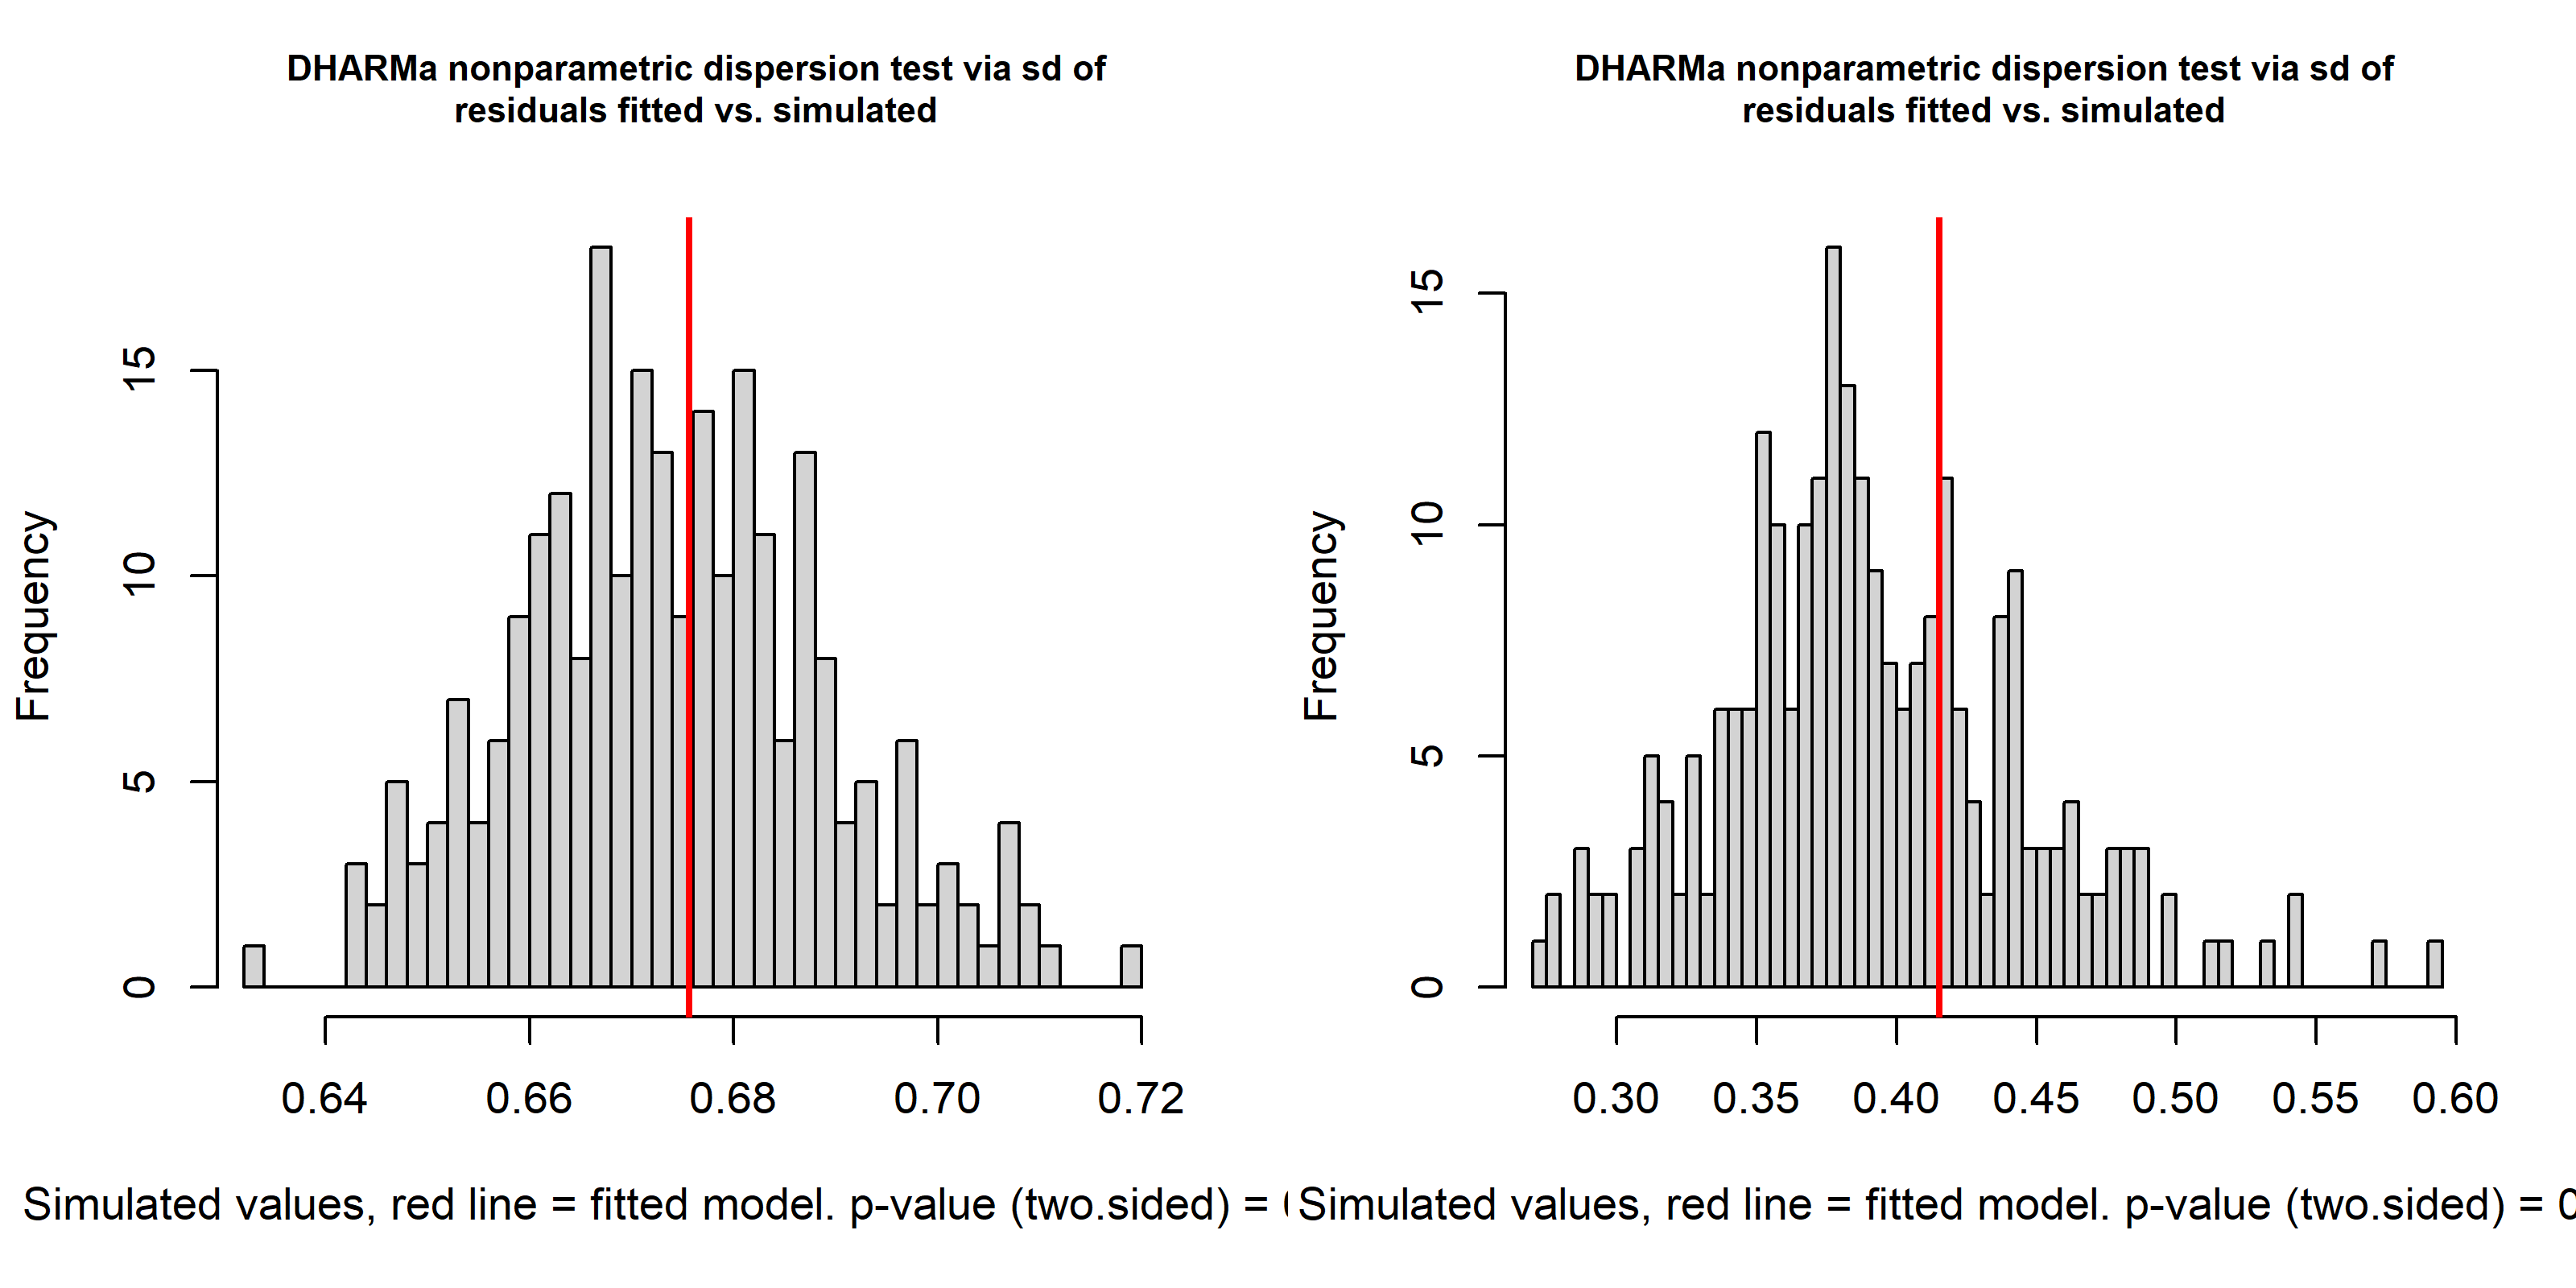 DHARMa nonparametric dispersion test via sd of
residuals fitted vs. simulated
Frequency
15
10
5
0
0.64 0.66 0.68 0.70 0.72
Simulated values, red line = fitted model. p-value (two.sided) =
DHARMa nonparametric dispersion test via sd of
residuals fitted vs. simulated
Frequency
15
10
5
0
0.30 0.35 0.40 0.45 0.50 0.55 0.60
Simulated values, red line = fitted model. p-value (two.sided) = 0